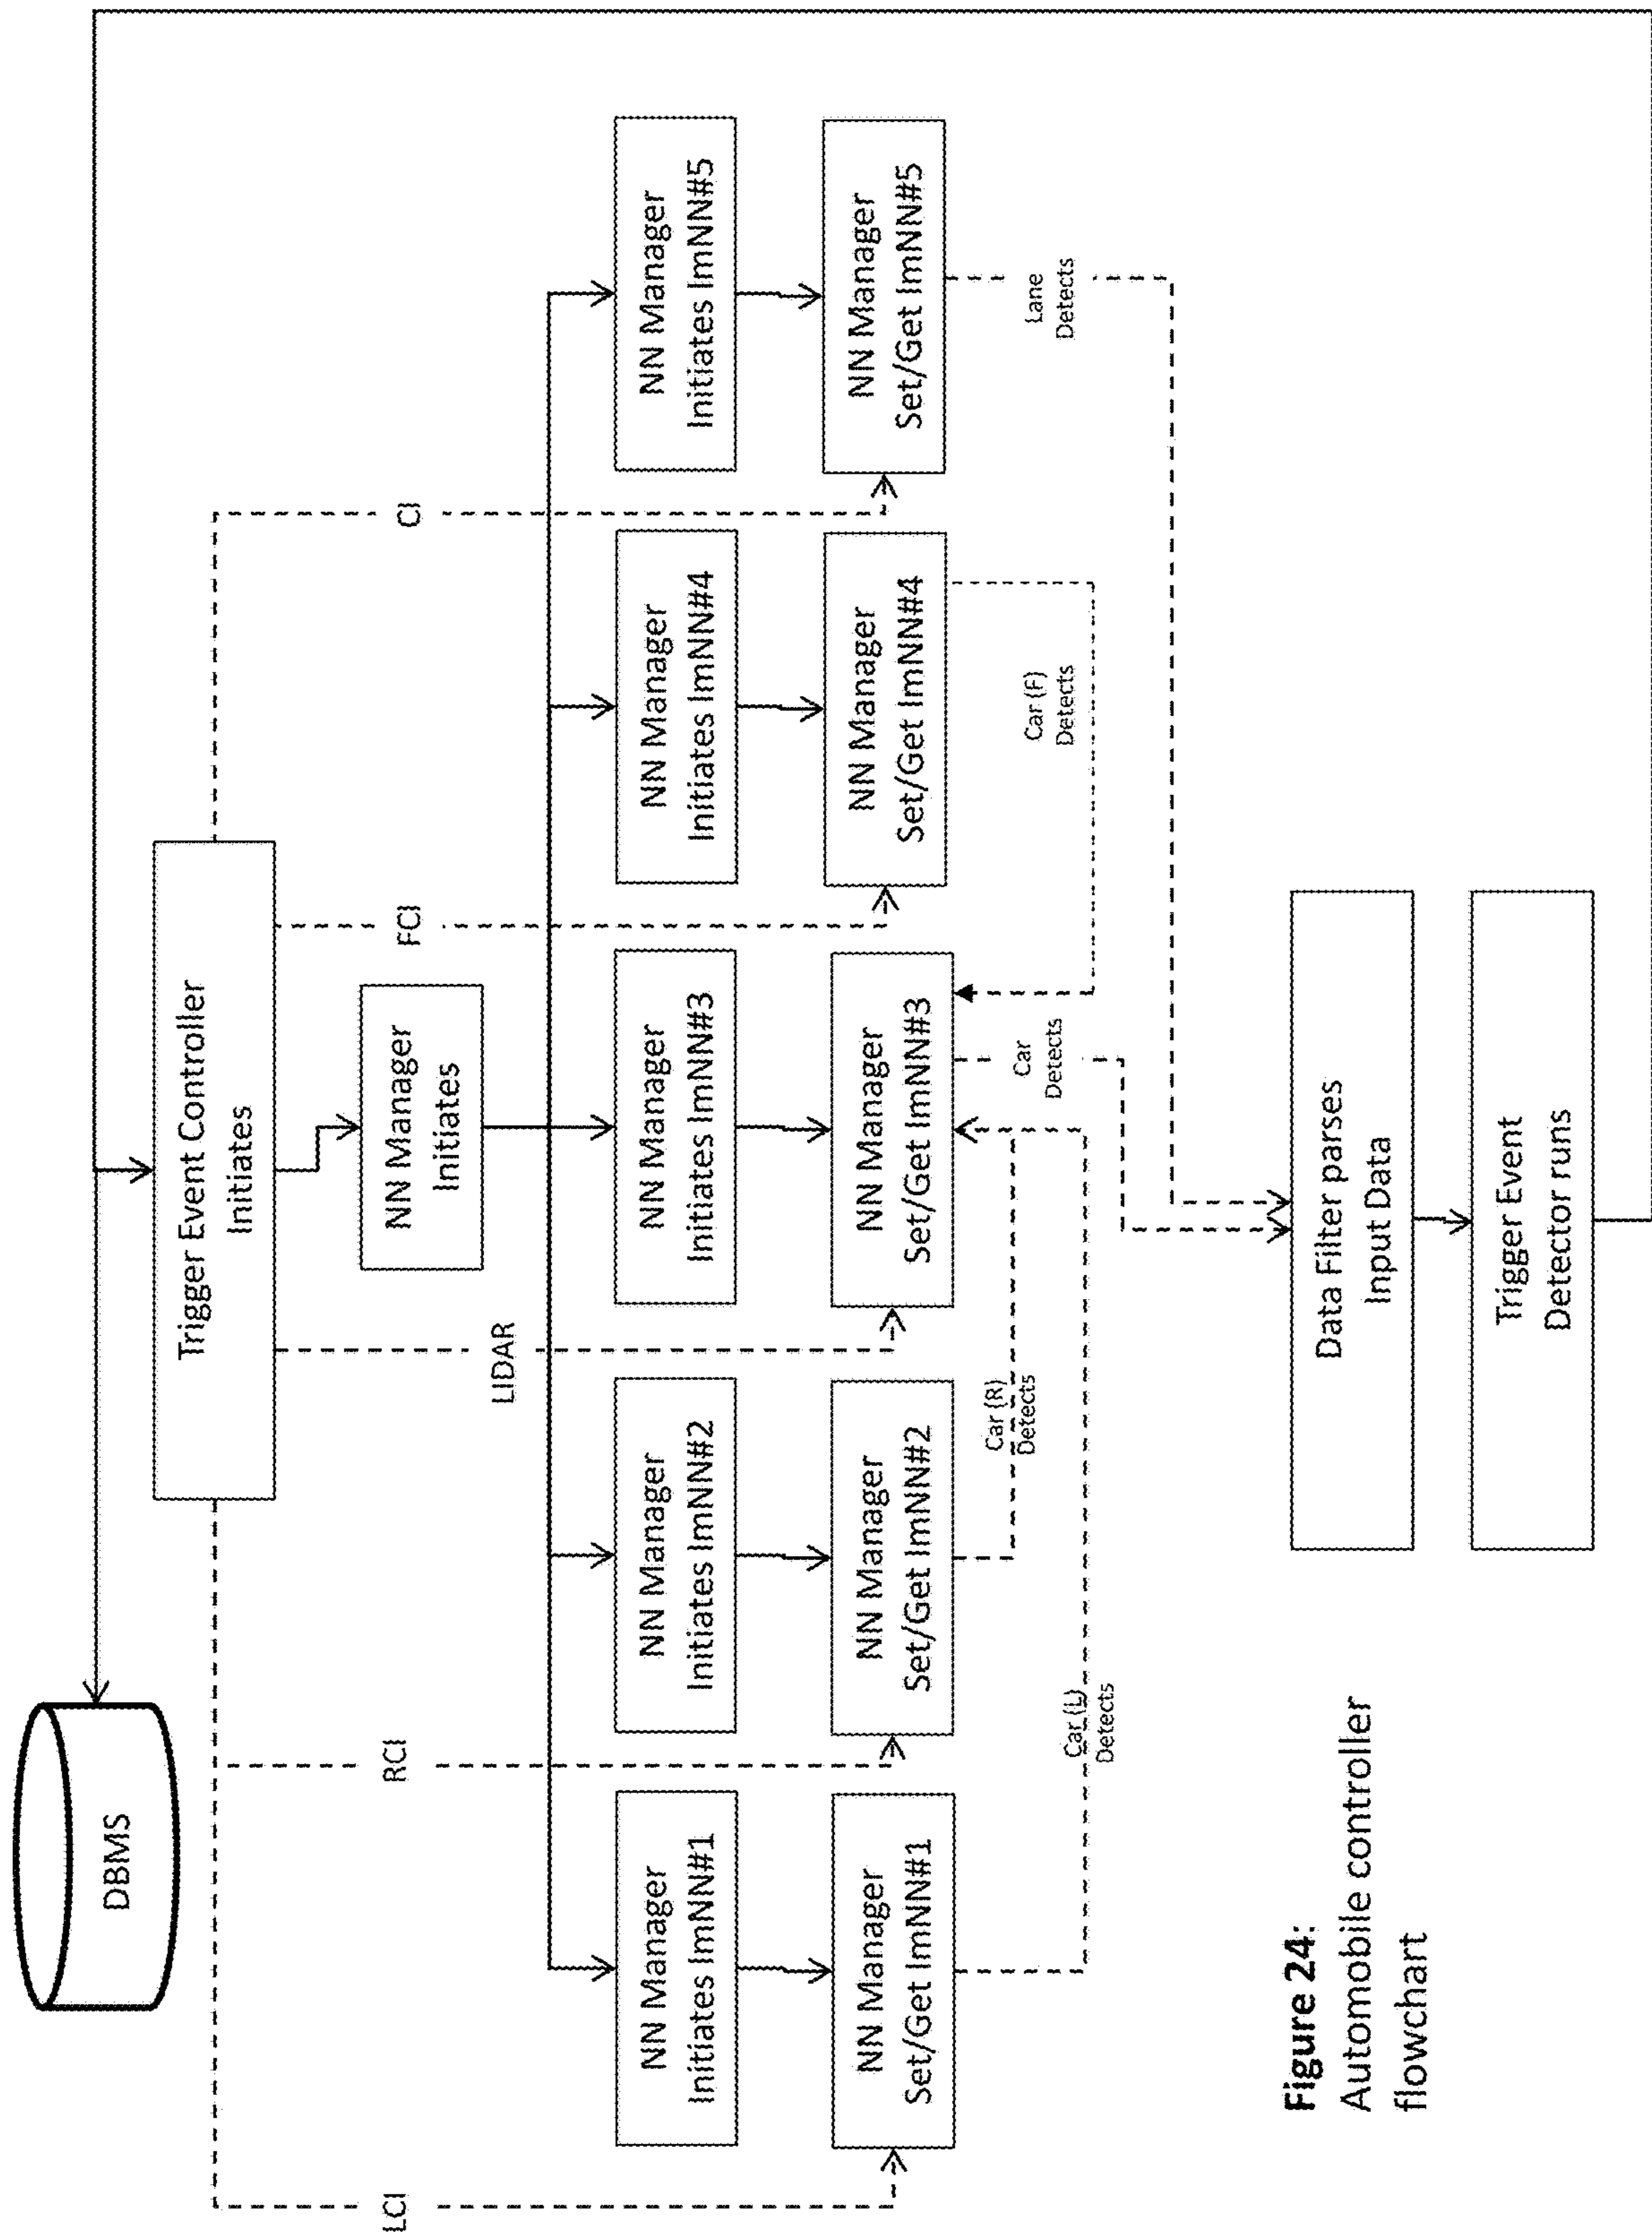 DBMS
Trigger Event Controller
Initiates
NN Manager
Initiates
LCI
RCI
LIDAR
FCI
CI
NN Manager
Initiates ImNN#1
NN Manager
Initiates ImNN#2
NN Manager
Initiates ImNN#3
NN Manager
Initiates ImNN#4
NN Manager
Initiates ImNN#5
NN Manager
Set/Get ImNN#1
NN Manager
Set/Get ImNN#2
NN Manager
Set/Get ImNN#3
NN Manager
Set/Get ImNN#4
NN Manager
Set/Get ImNN#5
Car (L)
Detects
Car (R)
Detects
Car
Detects
Car (F)
Detects
Lane
Detects
Data Filter parses
Input Data
Trigger Event
Detector runs
Figure 24:
Automobile controller
flowchart